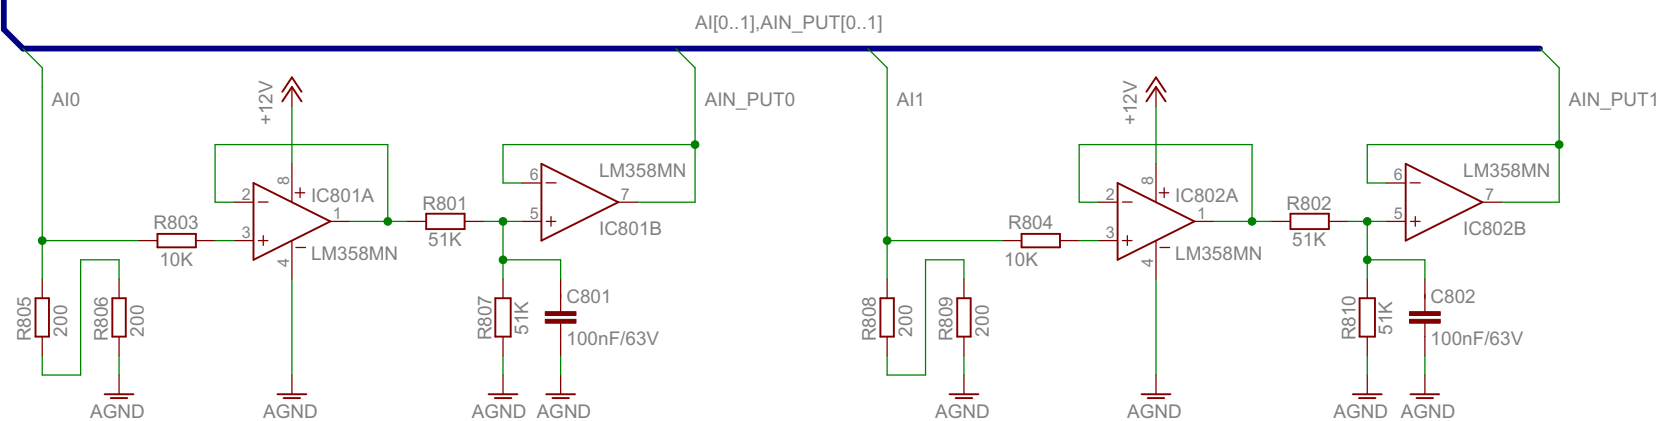 AI[0..1],AIN_PUT[0..1]
AI0
+12V
AIN_PUT0
AI1
+12V
AIN_PUT1
8
IC801A
2
1
3
4
LM358MN
R803
10K
R801
51K
LM358MN
6
7
5
IC801B
R805
200
R806
200
R807
51K
C801
100nF/63V
AGND
AGND
AGND
AGND
8
IC802A
2
1
3
4
LM358MN
R804
10K
R802
51K
LM358MN
6
7
5
IC802B
R808
200
R809
200
R810
51K
C802
100nF/63V
AGND
AGND
AGND
AGND